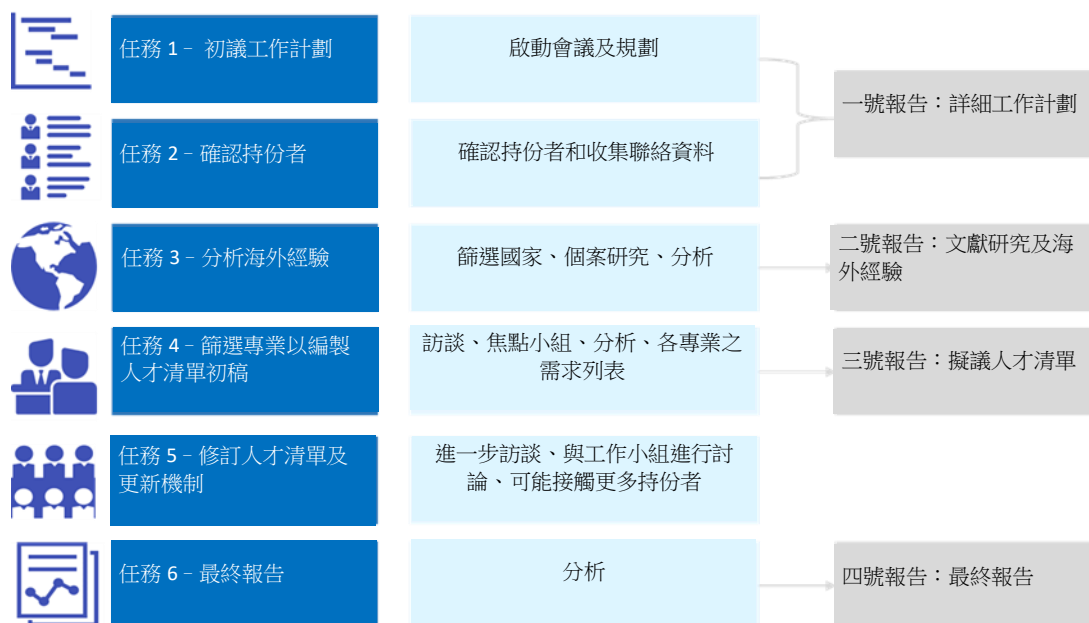 任務 1﹣ 初議工作計劃
啟動會議及規劃
一號報告：詳細工作計劃
任務 2﹣確認持份者
確認持份者和收集聯絡資料
任務 3﹣分析海外經驗
篩選國家、個案研究、分析
二號報告：文獻研究及海
外經驗
任務 4﹣篩選專業以編製
人才清單初稿
訪談、焦點小組、分析、各專業之
需求列表
三號報告：擬議人才清單
任務 5﹣修訂人才清單及
更新機制
進一步訪談、與工作小組進行討
論、可能接觸更多持份者
任務 6﹣最終報告
分析
四號報告：最終報告